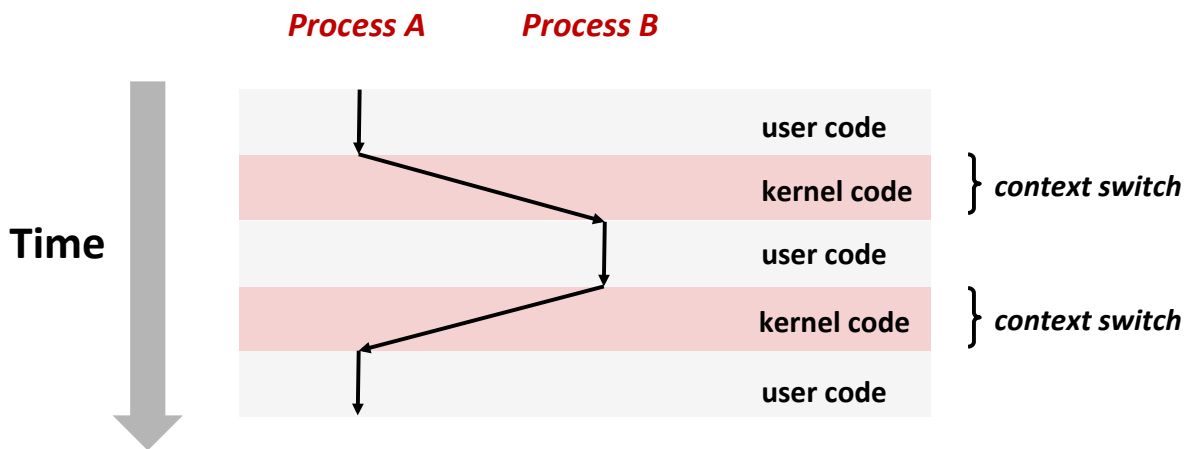 Process A
Process B
user code
kernel code
context switch
Time
user code
kernel code
context switch
user code